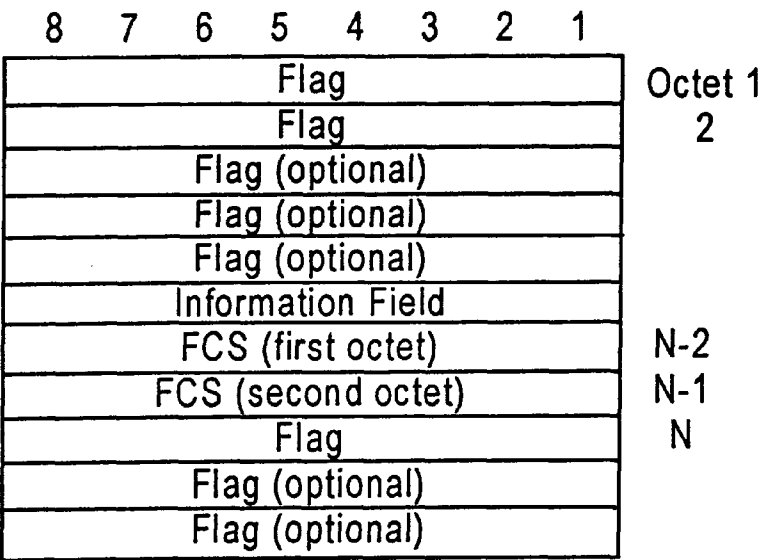 8 7 6 5 4 3 2 1
Flag Octet 1
Flag 2
Flag (optional)
Flag (optional)
Flag (optional)
Information Field
FCS (first octet) N-2
FCS (second octet) N-1
Flag N
Flag (optional)
Flag (optional)